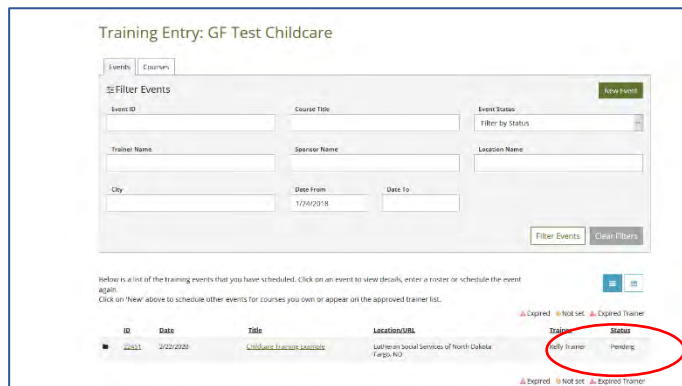 Training Entry: GF Test Childcare
Events Courses
Filter Events
New Event
Event ID Course Title Event Status
Filter by Status
Trainer Name Sponsor Name Location Name
City Date From Date To
1/24/2018
Filter Events Clear Filters
Below is a list of the training events that you have scheduled. Click on an event to view details, enter a roster or schedule the event
again.
Click on 'New' above to schedule other events for courses you own or appear on the approved trainer list.
Expired Not set Expired Trainer
ID Date Title Location/URL Trainer Status
22451 2/22/2020 Childcare Training Example Lutheran Social Services of North Dakota Kelly Trainer Pending
Fargo, ND
Expired Not set Expired Trainer